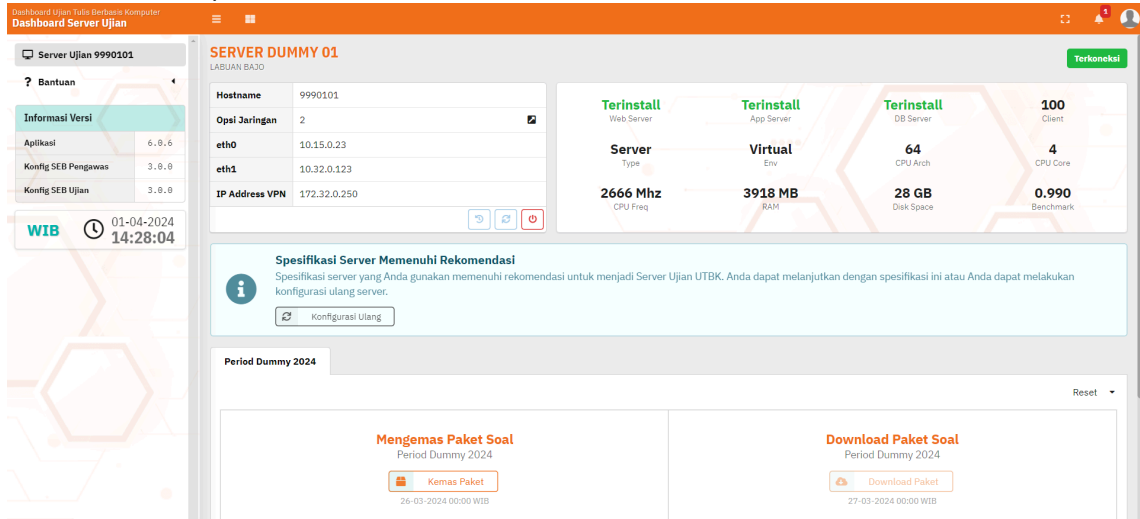 Dashboard Ujian Tulis Berbasis Komputer
Dashboard Server Ujian
1
Server Ujian 9990101
? Bantuan
Informasi Versi
Aplikasi 6.0.6
Konfig SEB Pengawas 3.0.0
Konfig SEB Ujian 3.0.0
WIB 01-04-2024
14:28:04
SERVER DUMMY 01
LABUAN BAJO
Terkoneksi
Hostname 9990101
Opsi Jaringan 2
eth0 10.15.0.23
eth1 10.32.0.123
IP Address VPN 172.32.0.250
Terinstall Terinstall Terinstall 100
Web Server App Server DB Server Client
Server Virtual 64 4
Type Env CPU Arch CPU Core
2666 Mhz 3918 MB 28 GB 0.990
CPU Freq RAM Disk Space Benchmark
Spesifikasi Server Memenuhi Rekomendasi
Spesifikasi server yang Anda gunakan memenuhi rekomendasi untuk menjadi Server Ujian UTBK. Anda dapat melanjutkan dengan spesifikasi ini atau Anda dapat melakukan
konfigurasi ulang server.
Konfigurasi Ulang
Period Dummy 2024
Reset
Mengemas Paket Soal
Period Dummy 2024
Kemas Paket
26-03-2024 00:00 WIB
Download Paket Soal
Period Dummy 2024
Download Paket
27-03-2024 00:00 WIB